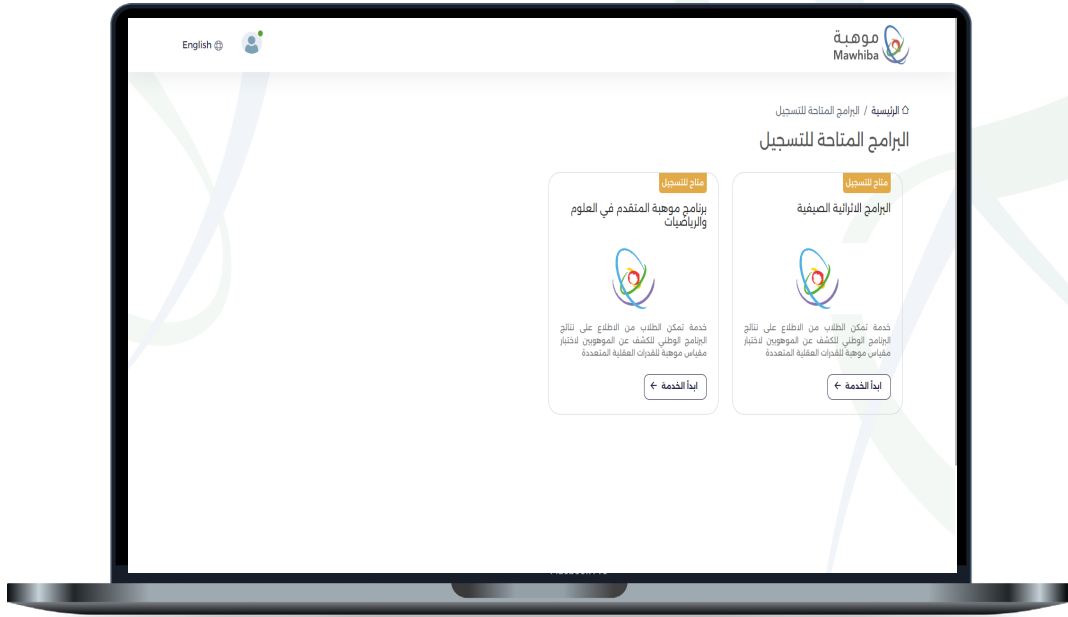 موهبة
Mawhiba
English
الرئيسية / البرامج المتاحة للتسجيل
البرامج المتاحة للتسجيل
متاح للتسجيل
البرامج الاثرائية الصيفية
خدمة تمكن الطلاب من الاطلاع على نتائج
البرنامج الوطني للكشف عن الموهوبين لاختبار
مقياس موهبة للقدرات العقلية المتعددة
ابدأ الخدمة ←
متاح للتسجيل
برنامج موهبة المتقدم في العلوم
والرياضيات
خدمة تمكن الطلاب من الاطلاع على نتائج
البرنامج الوطني للكشف عن الموهوبين لاختبار
مقياس موهبة للقدرات العقلية المتعددة
ابدأ الخدمة ←